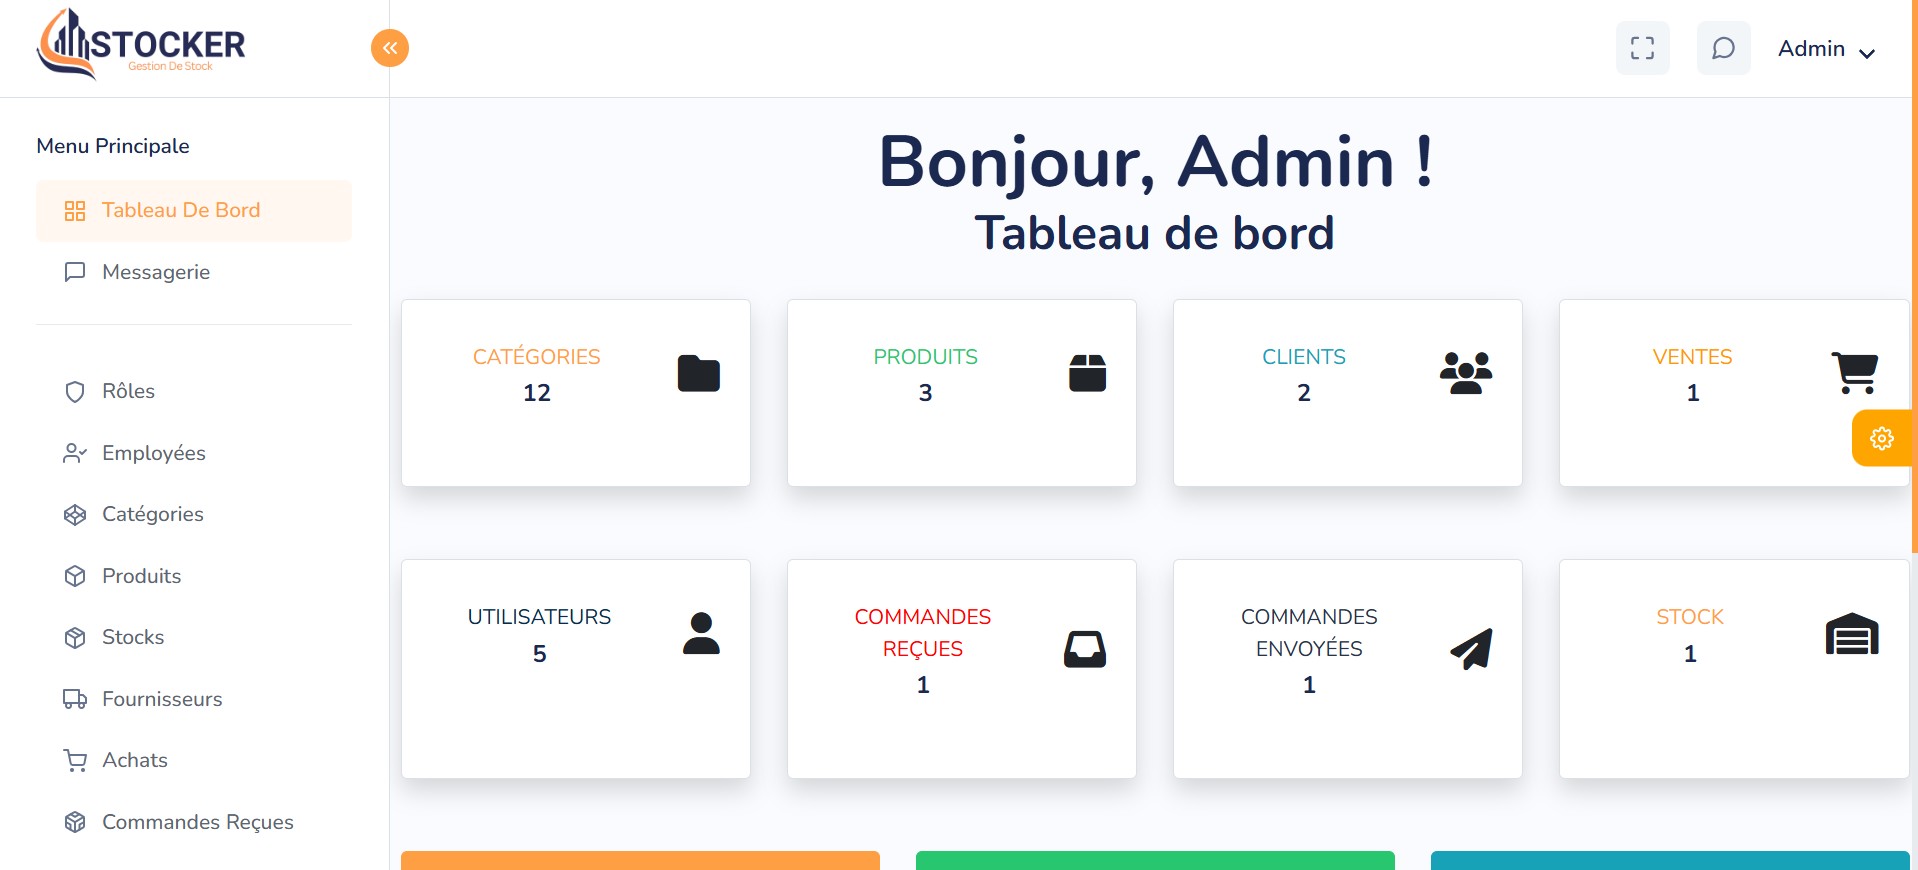 STOCKER
Gestion De Stock
Admin
Menu Principale
Tableau De Bord
Messagerie
Rôles
Employées
Catégories
Produits
Stocks
Fournisseurs
Achats
Commandes Reçues
Bonjour, Admin !
Tableau de bord
CATÉGORIES
12
PRODUITS
3
CLIENTS
2
VENTES
1
UTILISATEURS
5
COMMANDES
REÇUES
1
COMMANDES
ENVOYÉES
1
STOCK
1